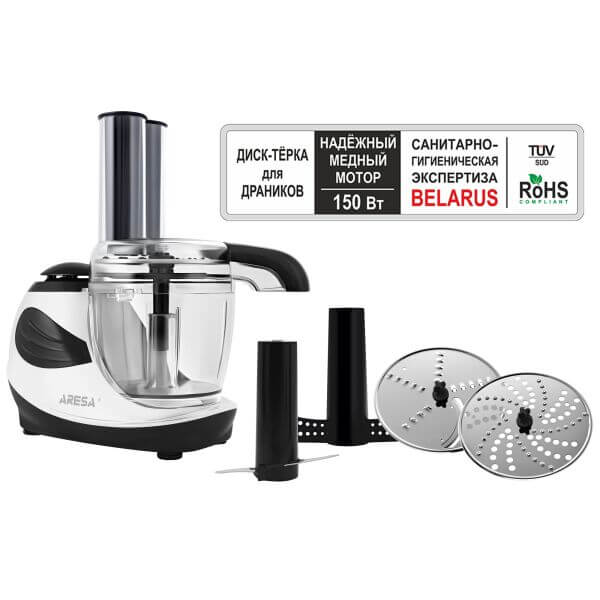 ДИСК-ТЁРКА
для
ДРАНИКОВ
НАДЁЖНЫЙ
МЕДНЫЙ
МОТОР
150 Вт
САНИТАРНО-
ГИГИЕНИЧЕСКАЯ
ЭКСПЕРТИЗА
BELARUS
TUV
SUD
RoHS
COMPLIANT
ARESA